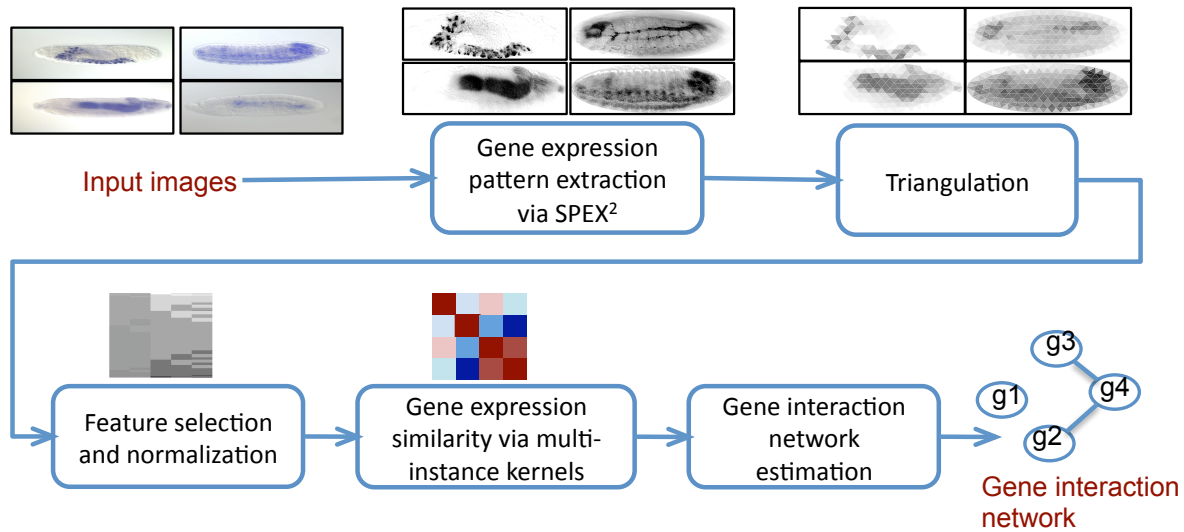 Input images
Gene expression
pattern extraction
via SPEX²
Triangulation
Feature selection
and normalization
Gene expression
similarity via multi-
instance kernels
Gene interaction
network
estimation
g3
g1
g4
g2
Gene interaction
network